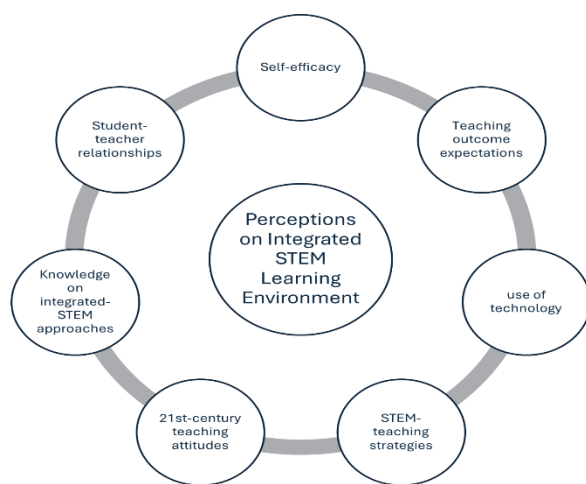 Self-efficacy
Teaching
outcome
expectations
use of
technology
STEM-
teaching
strategies
21st-century
teaching
attitudes
Knowledge
on
integrated-
STEM
approaches
Student-
teacher
relationships
Perceptions
on Integrated
STEM
Learning
Environment